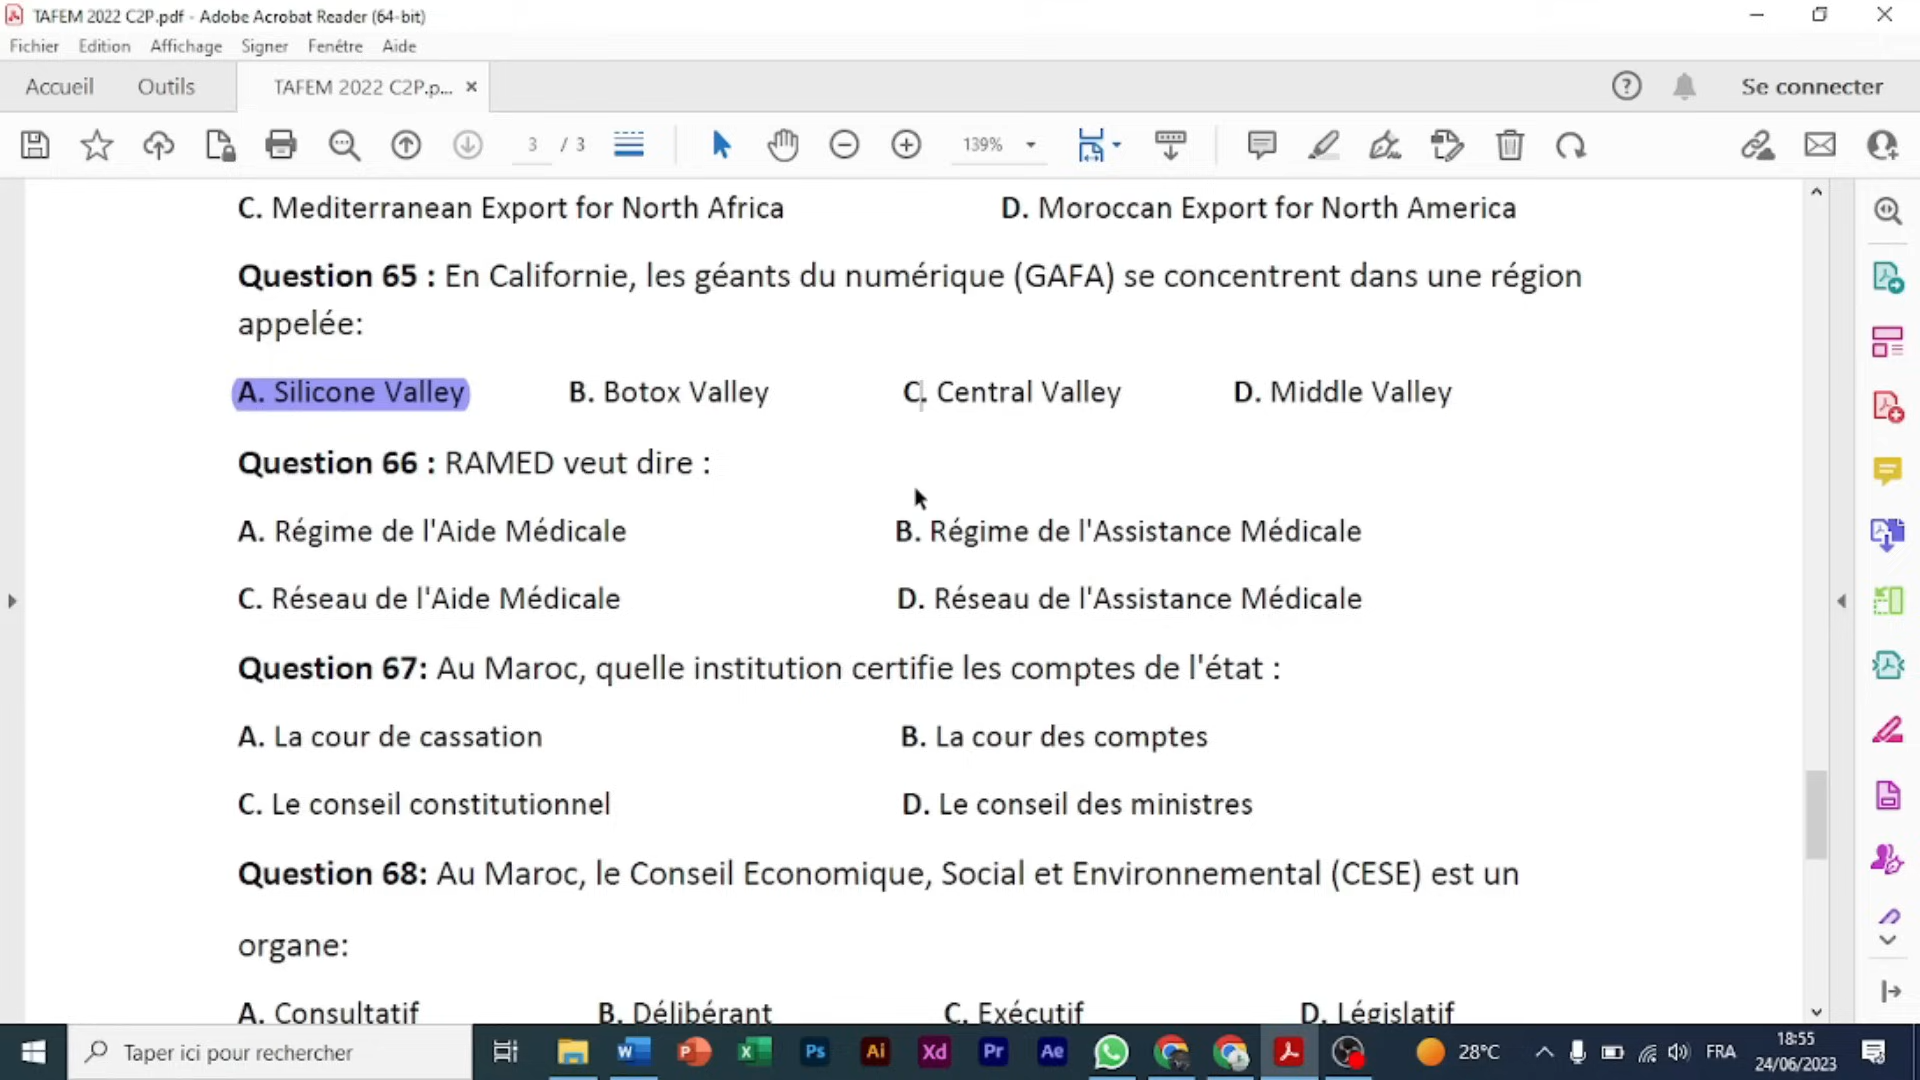 TAFEM 2022 C2P.pdf - Adobe Acrobat Reader (64-bit)
Fichier Edition Affichage Signer Fenêtre Aide
Accueil Outils TAFEM 2022 C2P.p... Se connecter
3 / 3 139%
C. Mediterranean Export for North Africa D. Moroccan Export for North America
Question 65 : En Californie, les géants du numérique (GAFA) se concentrent dans une région
appelée:
A. Silicone Valley B. Botox Valley C. Central Valley D. Middle Valley
Question 66 : RAMED veut dire :
A. Régime de l'Aide Médicale B. Régime de l'Assistance Médicale
C. Réseau de l'Aide Médicale D. Réseau de l'Assistance Médicale
Question 67: Au Maroc, quelle institution certifie les comptes de l'état :
A. La cour de cassation B. La cour des comptes
C. Le conseil constitutionnel D. Le conseil des ministres
Question 68: Au Maroc, le Conseil Economique, Social et Environnemental (CESE) est un
organe:
A. Consultatif B. Délibérant C. Exécutif D. Législatif
Taper ici pour rechercher Ps Ai Xd Pr Ae 28°C FRA 18:55
24/06/2023